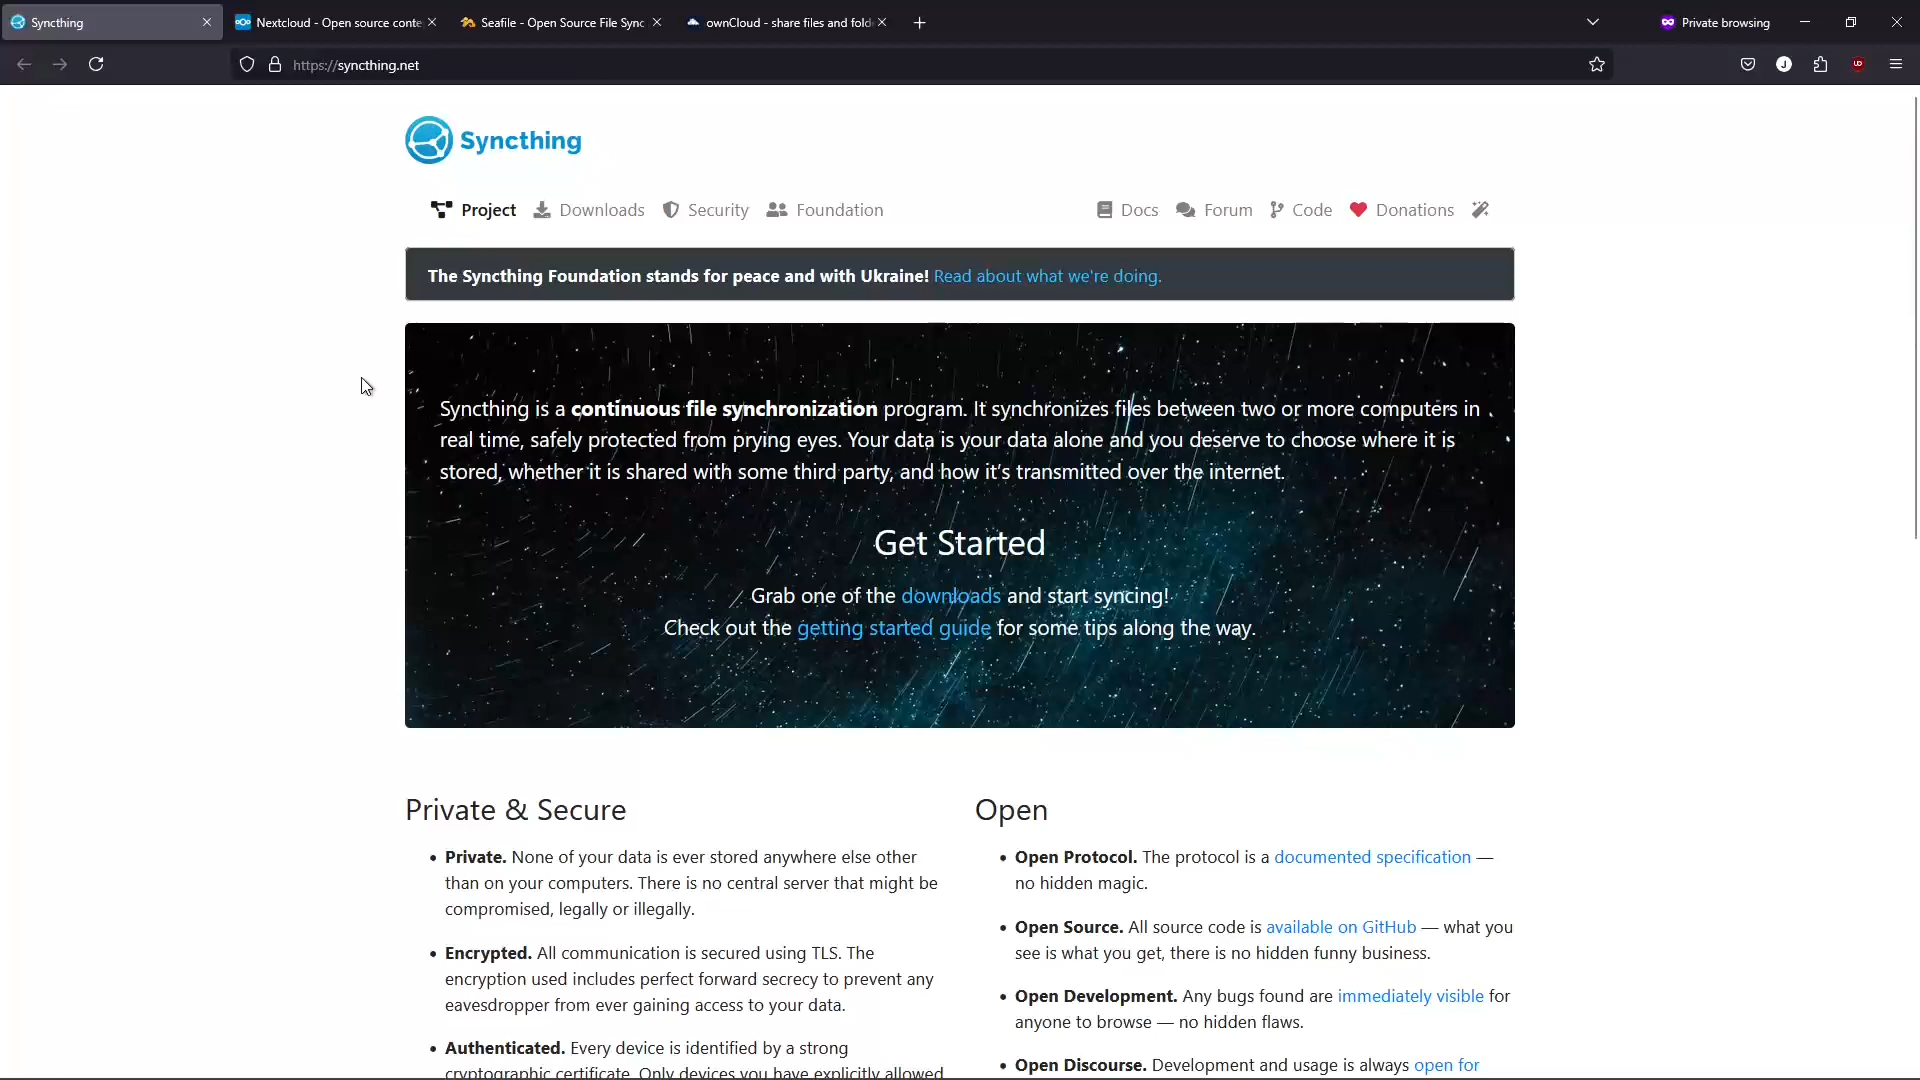 Syncthing
Nextcloud - Open source conte
Seafile - Open Source File Sync
ownCloud - share files and fold
Private browsing
https://syncthing.net
J
Syncthing
Project
Downloads
Security
Foundation
Docs
Forum
Code
Donations
The Syncthing Foundation stands for peace and with Ukraine! Read about what we're doing.
Syncthing is a continuous file synchronization program. It synchronizes files between two or more computers in
real time, safely protected from prying eyes. Your data is your data alone and you deserve to choose where it is
stored, whether it is shared with some third party, and how it's transmitted over the internet.
Get Started
Grab one of the downloads and start syncing!
Check out the getting started guide for some tips along the way.
Private & Secure
• Private. None of your data is ever stored anywhere else other
than on your computers. There is no central server that might be
compromised, legally or illegally.
• Encrypted. All communication is secured using TLS. The
encryption used includes perfect forward secrecy to prevent any
eavesdropper from ever gaining access to your data.
• Authenticated. Every device is identified by a strong
cryptographic certificate. Only devices you have explicitly allowed
Open
• Open Protocol. The protocol is a documented specification —
no hidden magic.
• Open Source. All source code is available on GitHub — what you
see is what you get, there is no hidden funny business.
• Open Development. Any bugs found are immediately visible for
anyone to browse — no hidden flaws.
• Open Discourse. Development and usage is always open for